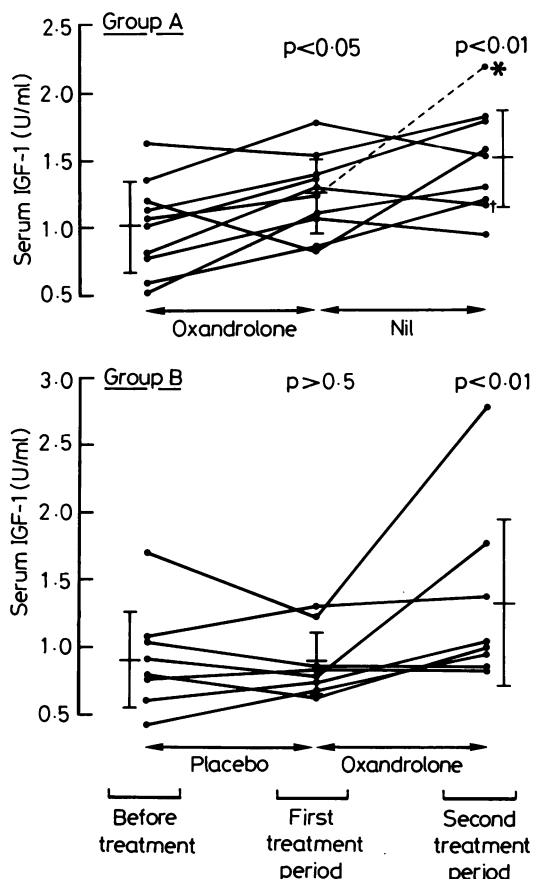 Group A
p<0.05
p<0.01
2.5
2.0
1.5
1.0
0.5
Serum IGF-1 (U/ml)
*
†
Oxandrolone
Nil
Group B
p>0.5
p<0.01
3.0
2.5
2.0
1.5
1.0
0.5
Serum IGF-1 (U/ml)
Placebo
Oxandrolone
Before
treatment
First
treatment
period
Second
treatment
period